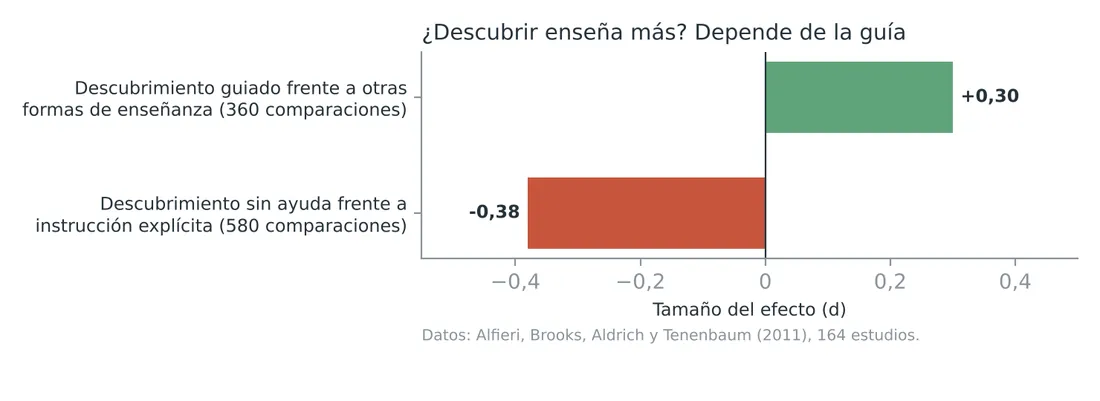 ¿Descubrir enseña más? Depende de la guía
Descubrimiento guiado frente a otras
formas de enseñanza (360 comparaciones)
+0,30
Descubrimiento sin ayuda frente a
instrucción explícita (580 comparaciones)
-0,38
−0,4
−0,2
0
0,2
0,4
Tamaño del efecto (d)
Datos: Alfieri, Brooks, Aldrich y Tenenbaum (2011), 164 estudios.